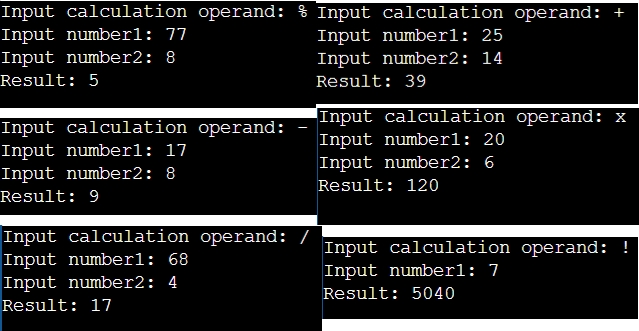 Input calculation operand: %
Input number1: 77
Input number2: 8
Result: 5
Input calculation operand: +
Input number1: 25
Input number2: 14
Result: 39
Input calculation operand: -
Input number1: 17
Input number2: 8
Result: 9
Input calculation operand: x
Input number1: 20
Input number2: 6
Result: 120
Input calculation operand: /
Input number1: 68
Input number2: 4
Result: 17
Input calculation operand: !
Input number1: 7
Result: 5040